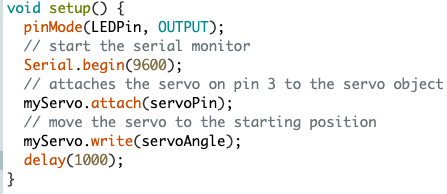 void setup() {
  pinMode(LEDPin, OUTPUT);
  // start the serial monitor
  Serial.begin(9600);
  // attaches the servo on pin 3 to the servo object
  myServo.attach(servoPin);
  // move the servo to the starting position
  myServo.write(servoAngle);
  delay(1000);
}